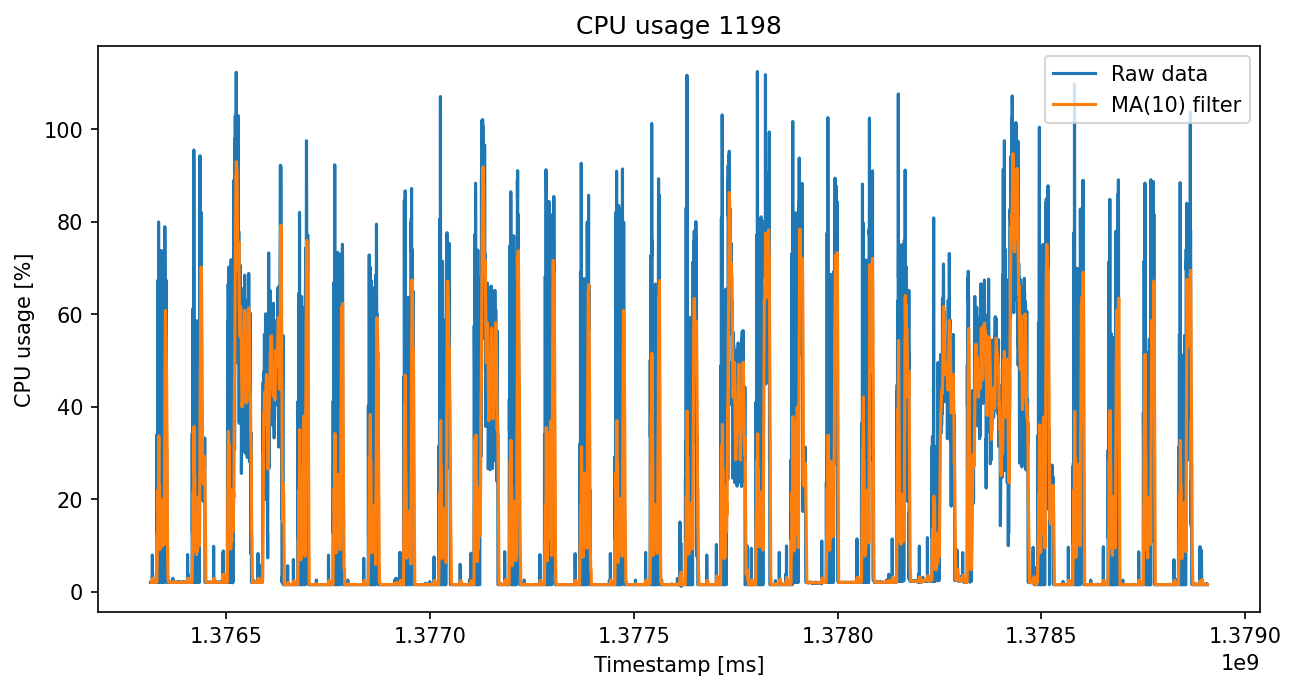 CPU usage 1198
Raw data
MA(10) filter
CPU usage [%]
100
80
60
40
20
0
1.3765 1.3770 1.3775 1.3780 1.3785 1.3790
1e9
Timestamp [ms]